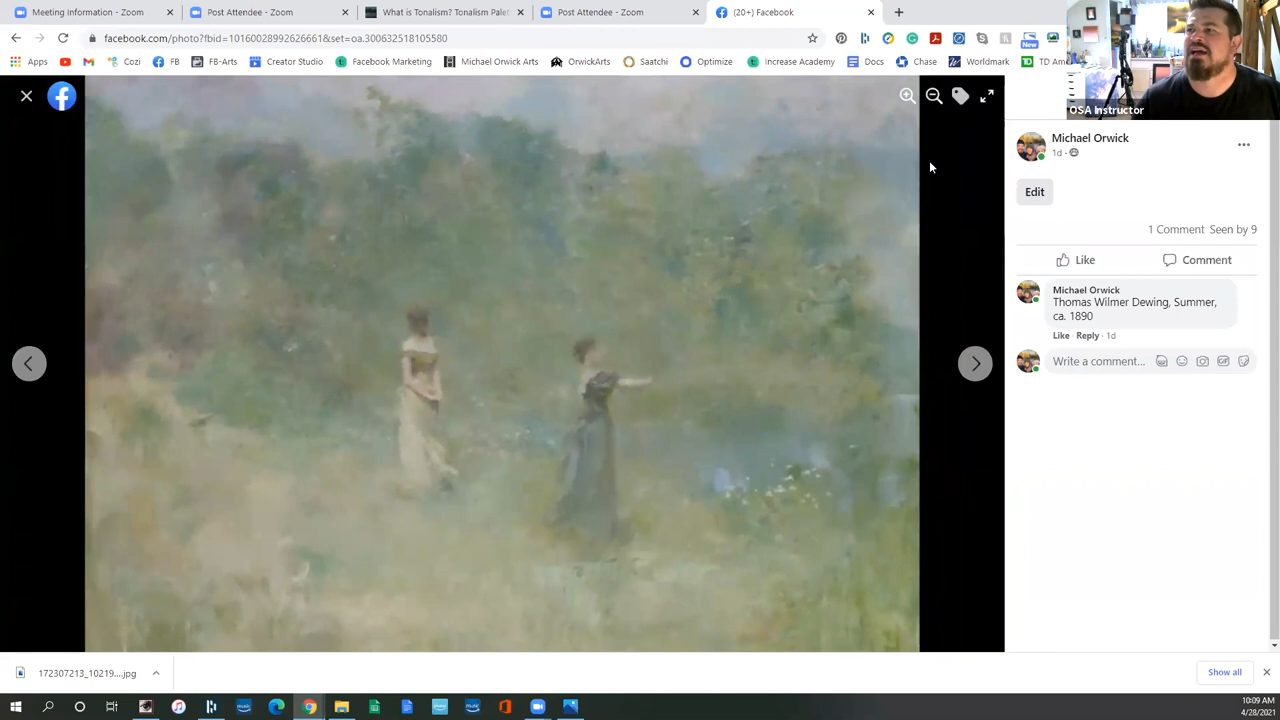 Meeting Information - Zoom
Post Attendee - Zoom
What is Tonalism? Tonalism Palet
Post Attendee - Zoom
(20+) Facebook
facebook.com/photo?fbid=10160028992626661&set=oa.300032518105580
New
Apps
Cozi
FB
FB-Arts
Creator Studio
Facebook Marketin
Michael Orwick Arts
OrwickArts
Saatchi
Optimize
Increase Academy
Docs
Chase
Worldmark
TD Am
OSA Instructor
Michael Orwick
1d
Edit
1 Comment Seen by 9
Like
Comment
Michael Orwick
Thomas Wilmer Dewing, Summer,
ca. 1890
Like · Reply · 1d
Write a comment...
172307213_10219....jpg
Show all
10:09 AM
4/28/2021